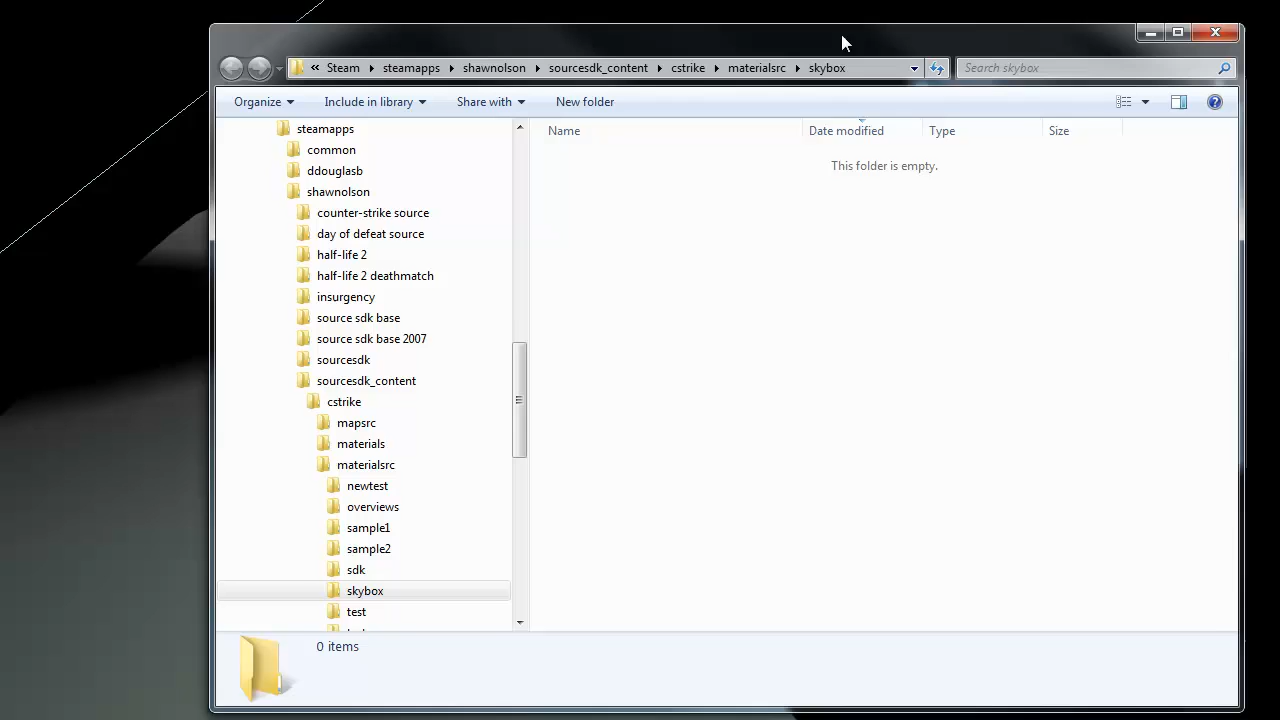 « Steam ▸ steamapps ▸ shawnolson ▸ sourcesdk_content ▸ cstrike ▸ materialsrc ▸ skybox
Search skybox
Organize Include in library Share with New folder
Name Date modified Type Size
This folder is empty.
steamapps
common
ddouglasb
shawnolson
counter-strike source
day of defeat source
half-life 2
half-life 2 deathmatch
insurgency
source sdk base
source sdk base 2007
sourcesdk
sourcesdk_content
cstrike
mapsrc
materials
materialsrc
newtest
overviews
sample1
sample2
sdk
skybox
test
0 items